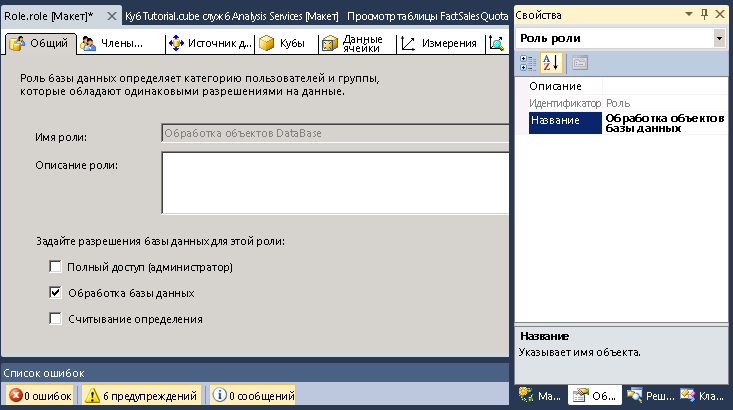 Role.role [Макет]* Куб Tutorial.cube служб Analysis Services [Макет] Просмотр таблицы FactSalesQuota
Общий Члены... Источник д... Кубы Данные ячейки Измерения
Роль базы данных определяет категорию пользователей и группы,
которые обладают одинаковыми разрешениями на данные.
Имя роли: Обработка объектов DataBase
Описание роли:
Задайте разрешения базы данных для этой роли:
Полный доступ (администратор)
Обработка базы данных
Считывание определения
Список ошибок
0 ошибок 6 предупреждений 0 сообщений
Свойства
Роль роли
Описание
Идентификатор Роль
Название Обработка объектов
базы данных
Название
Указывает имя объекта.
Ма... Об... Реш... Кла...